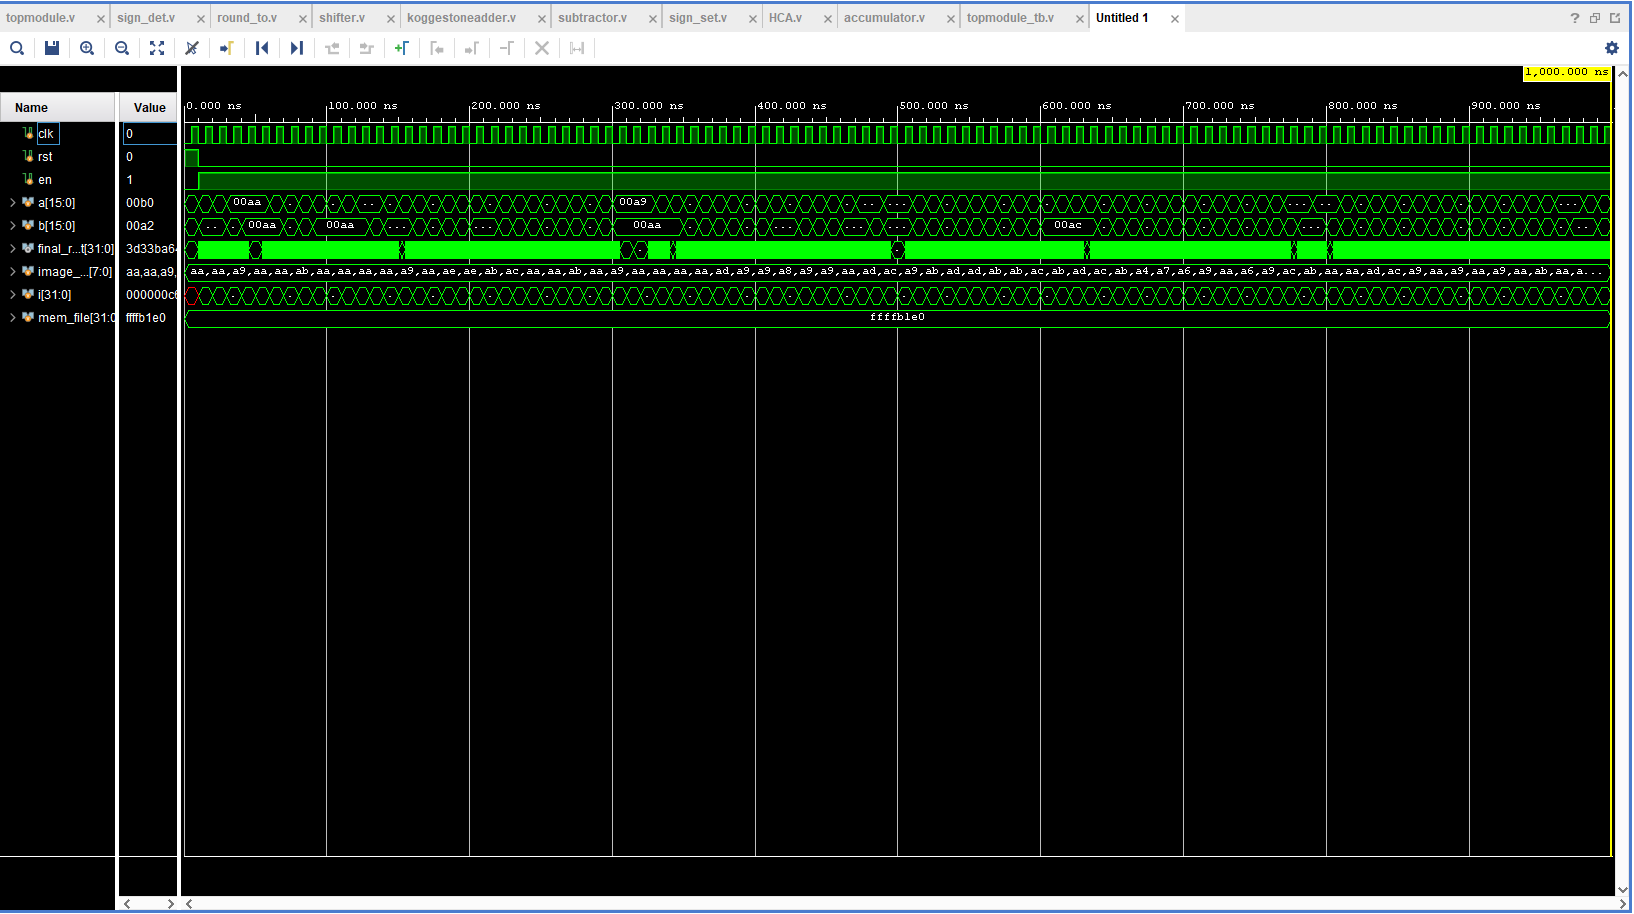 topmodule.v sign_det.v round_to.v shifter.v koggestoneadder.v subtractor.v sign_set.v HCA.v accumulator.v topmodule_tb.v Untitled 1
1,000.000 ns
Name Value 0.000 ns 100.000 ns 200.000 ns 300.000 ns 400.000 ns 500.000 ns 600.000 ns 700.000 ns 800.000 ns 900.000 ns
clk 0
rst 0
en 1
a[15:0] 00b0 00aa 00a9
b[15:0] 00a2 00aa 00aa 00aa 00ac
final_r...t[31:0] 3d33ba64
image_...[7:0] aa,aa,a9, aa,aa,a9,aa,aa,ab,aa,aa,aa,aa,a9,aa,ae,ae,ab,ac,aa,aa,ab,aa,aa,a9,aa,aa,aa,ad,a9,a9,a8,a9,a9,aa,ad,ac,a9,ab,ad,ad,ab,ac,ab,ad,ac,ab,a4,a7,a6,a9,aa,a6,a9,ac,ab,aa,aa,ad,ac,a9,aa,a9,aa,a9,aa,ab,aa,a...
i[31:0] 000000c6
mem_file[31:0 ffffb1e0 ffffb1e0